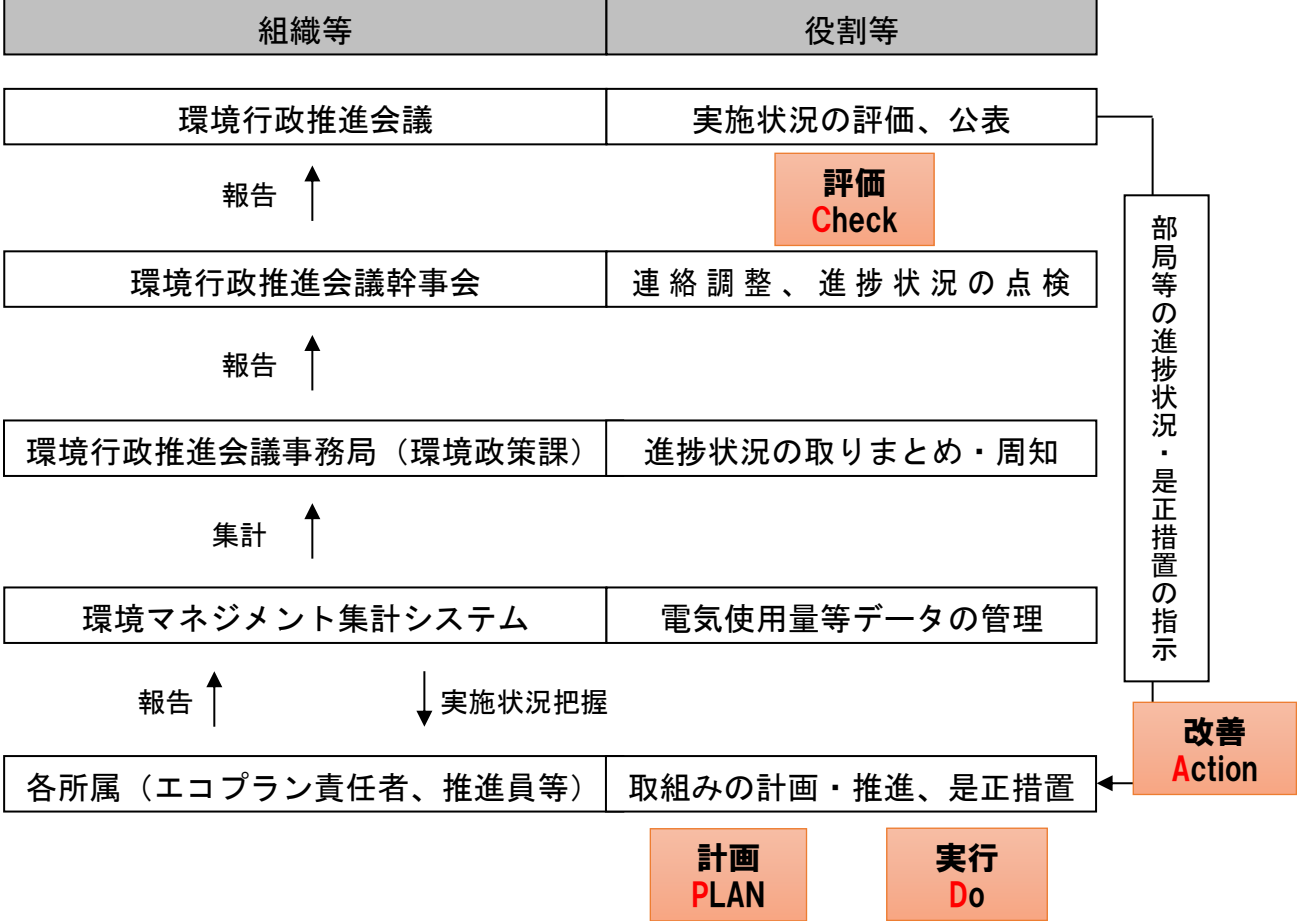 組織等 役割等
環境行政推進会議 実施状況の評価、公表
報告
評価
Check
環境行政推進会議幹事会 連絡調整、進捗状況の点検
報告
環境行政推進会議事務局（環境政策課） 進捗状況の取りまとめ・周知
集計
環境マネジメント集計システム 電気使用量等データの管理
報告 実施状況把握
部局等の進捗状況・是正措置の指示
改善
Action
各所属（エコプラン責任者、推進員等） 取組みの計画・推進、是正措置
計画
PLAN
実行
Do